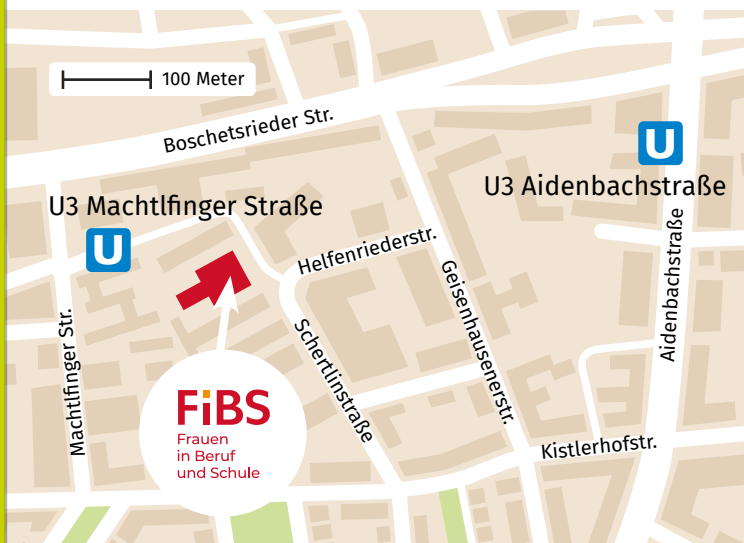 100 Meter
Boschetsrieder Str.
U
U3 Aidenbachstraße
U3 Machtlfinger Straße
U
Helfenriederstr.
Geisenhausenerstr.
Aidenbachstraße
Machtlfinger Str.
Schertlinstraße
FiBS
Frauen
in Beruf
und Schule
Kistlerhofstr.